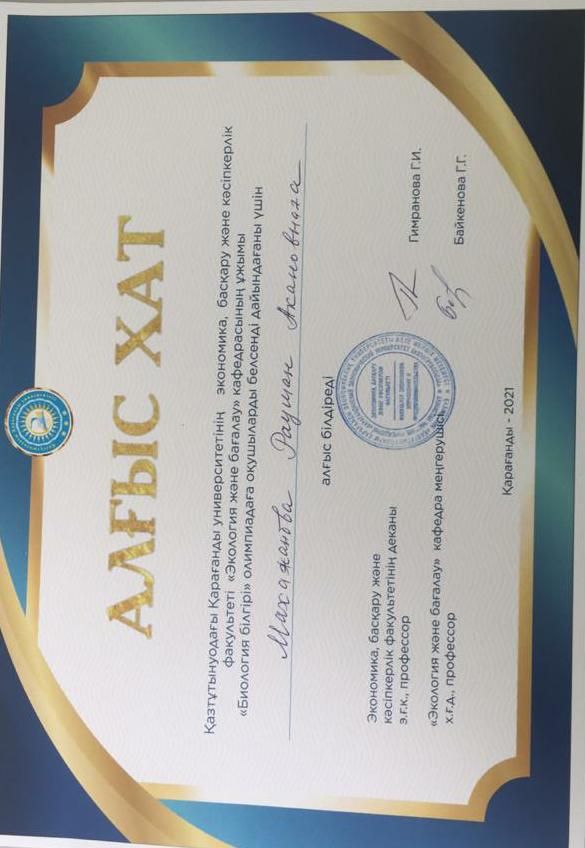 АЛҒЫС ХАТ
Қазтұтынуодағы Қарағанды университетінің экономика, басқару және кәсіпкерлік
факультеті «Экология және бағалау» кафедрасының ұжымы
«Биология білгірі» олимпиадаға оқушыларды белсенді дайындағаны үшін
Махажанова Раушан Акановнаға
алғыс білдіреді
Экономика, басқару және
кәсіпкерлік факультетінің деканы
э.ғ.к., профессор
Гимранова Г.И.
«Экология және бағалау» кафедра меңгерушісі
х.ғ.д., профессор
Байкенова Г.Г.
Қарағанды - 2021